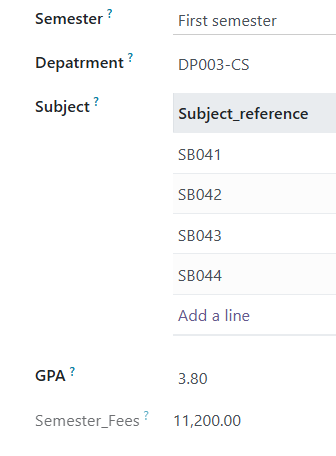 Semester ? First semester
Depatrment ? DP003-CS
Subject ? Subject_reference
SB041
SB042
SB043
SB044
Add a line
GPA ? 3.80
Semester_Fees ? 11,200.00